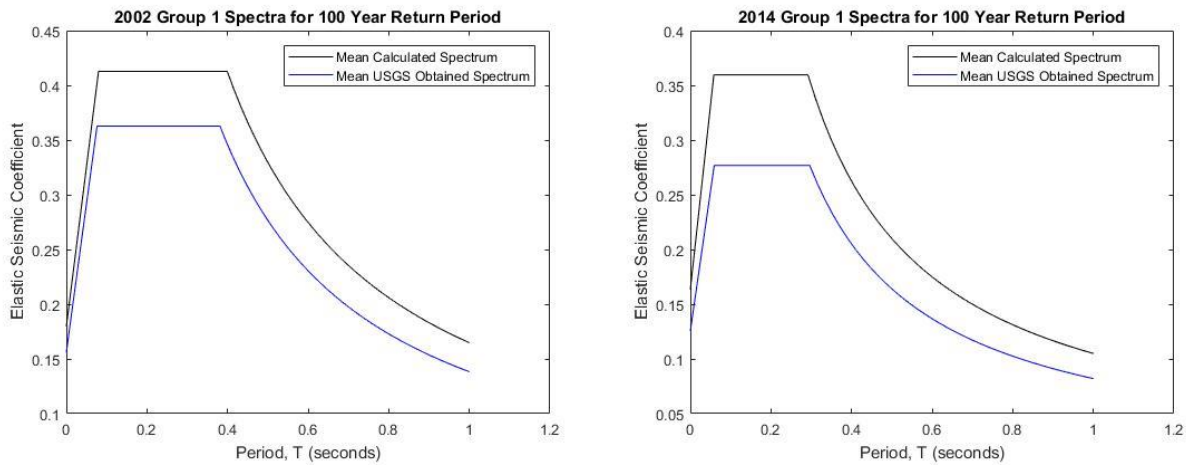 2002 Group 1 Spectra for 100 Year Return Period
0.45
0.4
0.35
0.3
0.25
0.2
0.15
0.1
Elastic Seismic Coefficient
Mean Calculated Spectrum
Mean USGS Obtained Spectrum
0 0.2 0.4 0.6 0.8 1 1.2
Period, T (seconds)
2014 Group 1 Spectra for 100 Year Return Period
0.4
0.35
0.3
0.25
0.2
0.15
0.1
0.05
Elastic Seismic Coefficient
Mean Calculated Spectrum
Mean USGS Obtained Spectrum
0 0.2 0.4 0.6 0.8 1 1.2
Period, T (seconds)